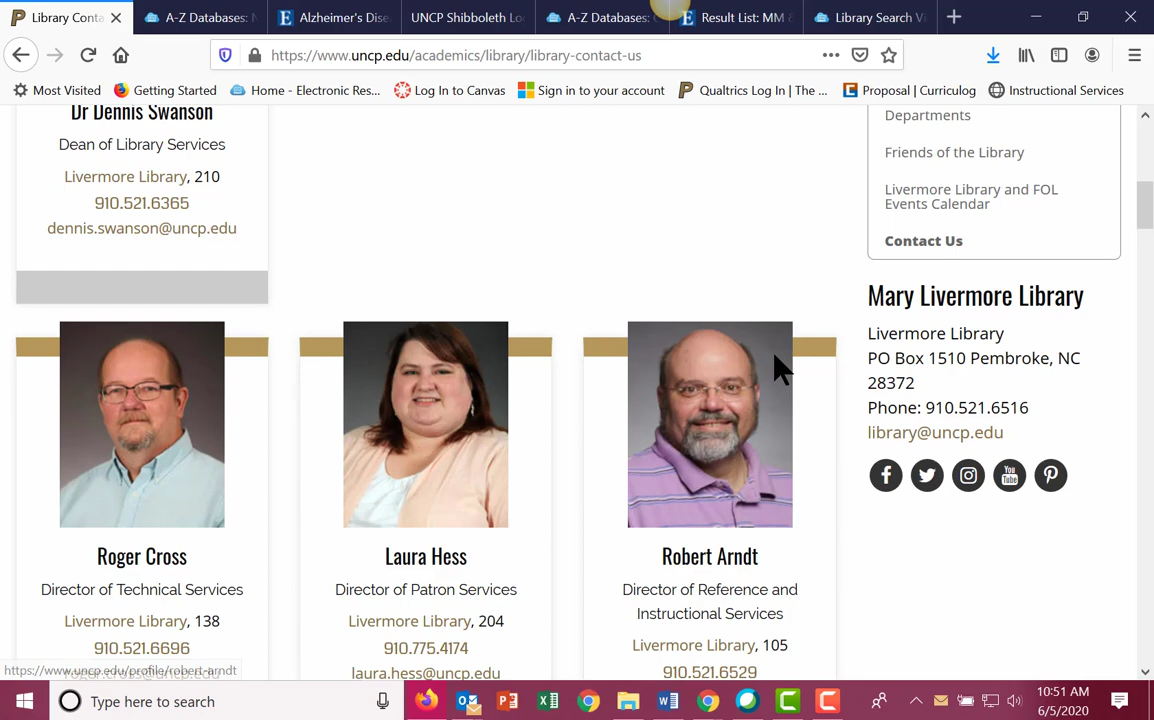 Library Conta
A-Z Databases: N
Alzheimer's Dise
UNCP Shibboleth Lo
A-Z Databases: C
Result List: MM &
Library Search Vi
https://www.uncp.edu/academics/library/library-contact-us
Most Visited
Getting Started
Home - Electronic Res...
Log In to Canvas
Sign in to your account
Qualtrics Log In | The ...
Proposal | Curriculog
Instructional Services
Dr Dennis Swanson
Dean of Library Services
Livermore Library, 210
910.521.6365
dennis.swanson@uncp.edu
Roger Cross
Director of Technical Services
Livermore Library, 138
910.521.6696
roger.cross@uncp.edu
Laura Hess
Director of Patron Services
Livermore Library, 204
910.775.4174
laura.hess@uncp.edu
Robert Arndt
Director of Reference and
Instructional Services
Livermore Library, 105
910.521.6529
Departments
Friends of the Library
Livermore Library and FOL
Events Calendar
Contact Us
Mary Livermore Library
Livermore Library
PO Box 1510 Pembroke, NC
28372
Phone: 910.521.6516
library@uncp.edu
You
Tube
https://www.uncp.edu/profile/robert-arndt
Type here to search
10:51 AM
6/5/2020